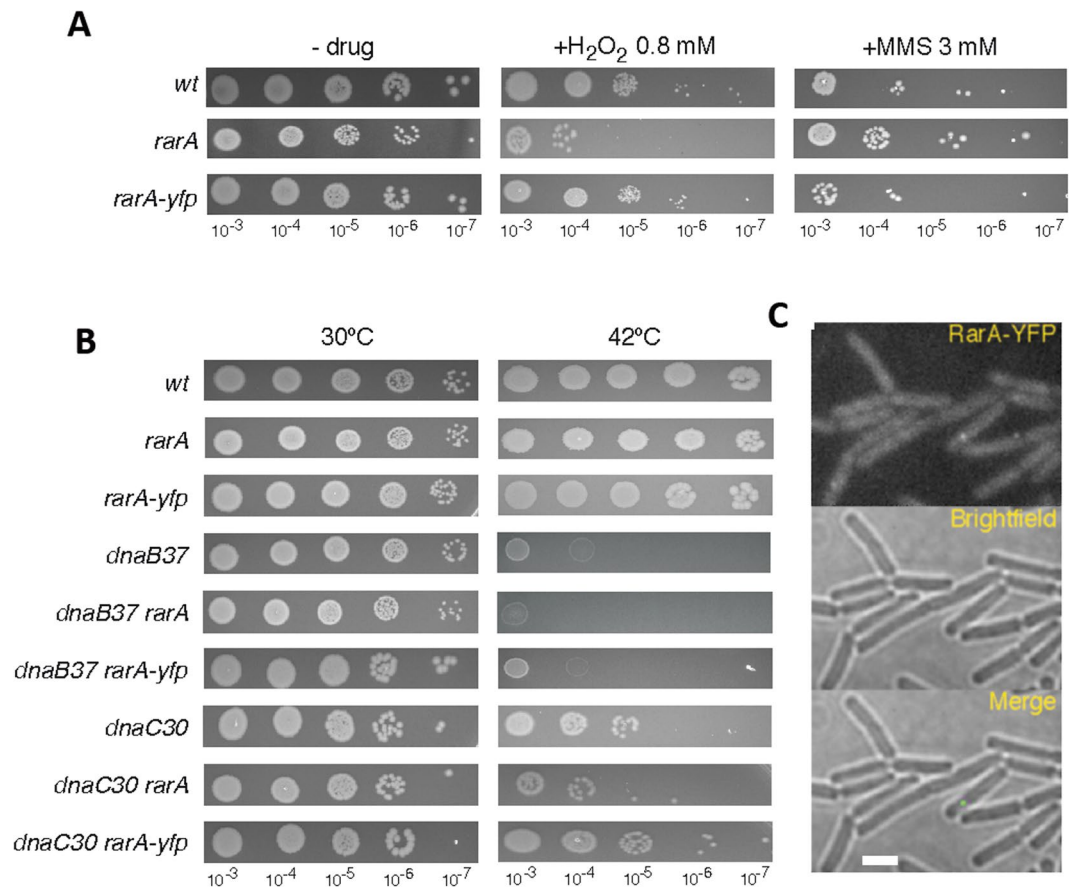 A
- drug
+H2O2 0.8 mM
+MMS 3 mM
wt
rarA
rarA-yfp
10-3 10-4 10-5 10-6 10-7
10-3 10-4 10-5 10-6 10-7
10-3 10-4 10-5 10-6 10-7
B
30ºC
42ºC
wt
rarA
rarA-yfp
dnaB37
dnaB37 rarA
dnaB37 rarA-yfp
dnaC30
dnaC30 rarA
dnaC30 rarA-yfp
10-3 10-4 10-5 10-6 10-7
10-3 10-4 10-5 10-6 10-7
C
RarA-YFP
Brightfield
Merge